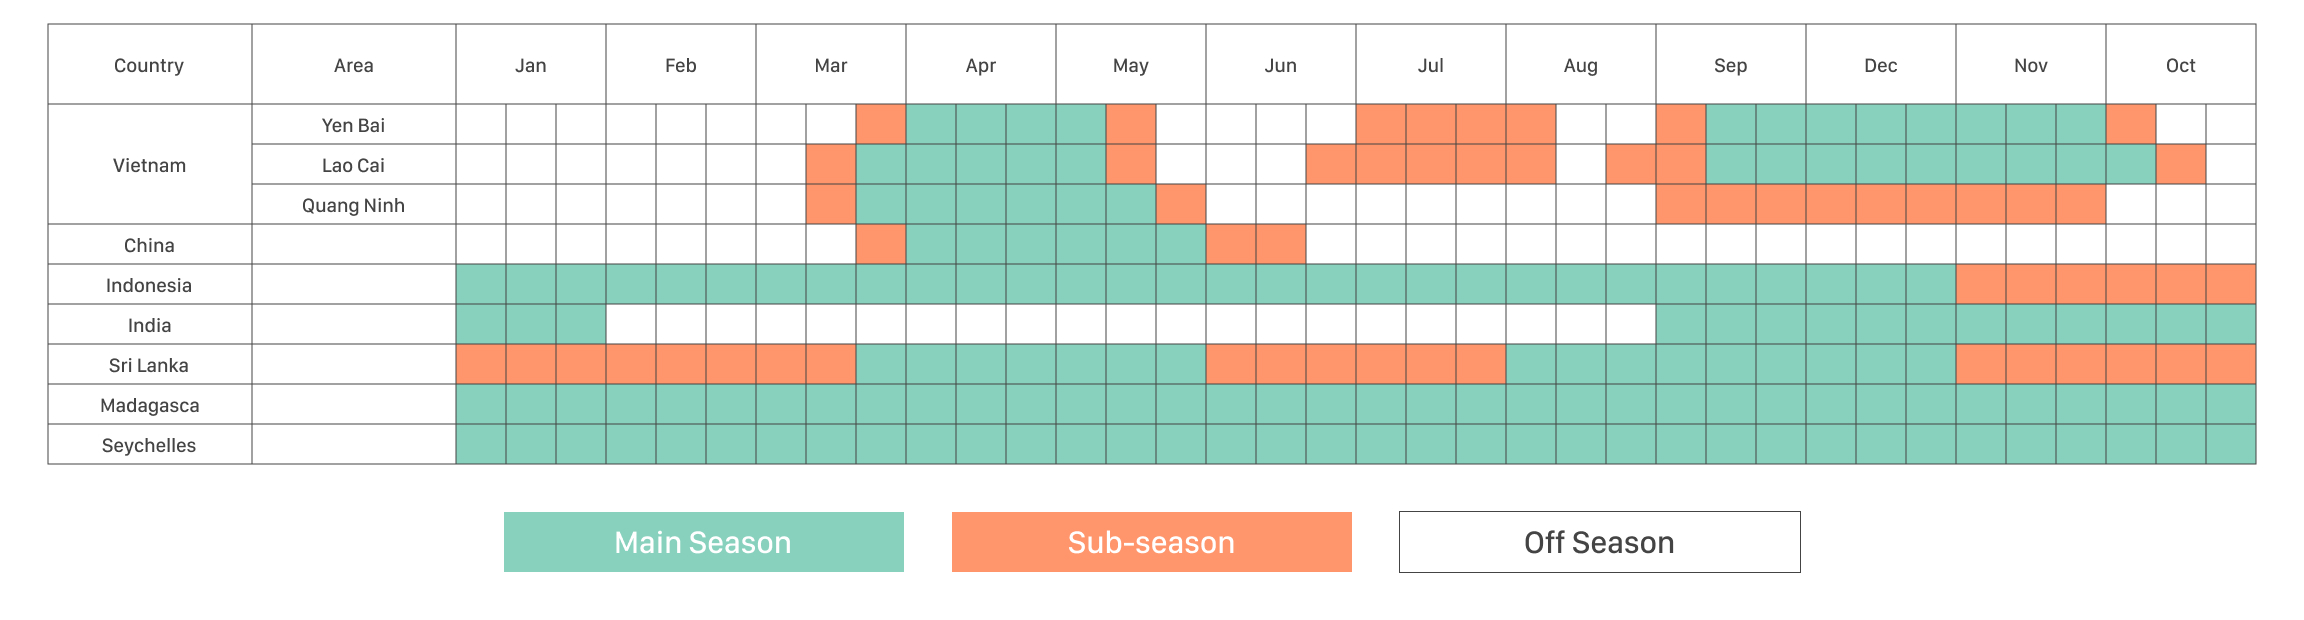 Country Area Jan Feb Mar Apr May Jun Jul Aug Sep Dec Nov Oct
Vietnam
Yen Bai
Lao Cai
Quang Ninh
China
Indonesia
India
Sri Lanka
Madagasca
Seychelles
Main Season Sub-season Off Season